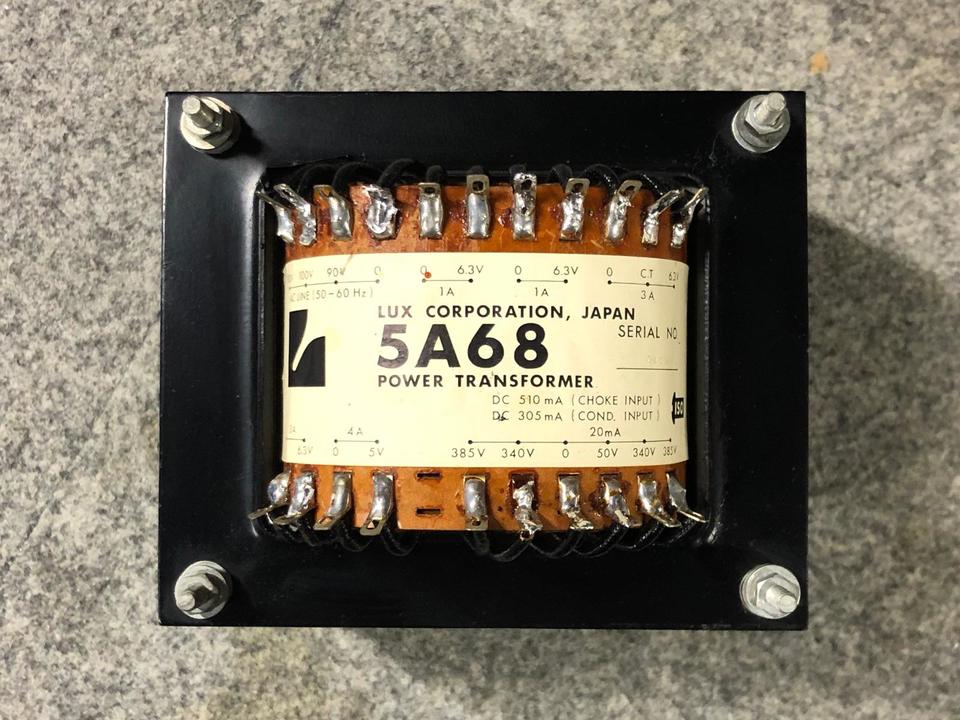 100V 90V 0 0 6.3V 0 6.3V 0 C.T 6.3V
AC LINE (50-60 Hz) 1A 1A 3A
LUX CORPORATION, JAPAN
5A68
SERIAL NO
POWER TRANSFORMER
DC 510 mA (CHOKE INPUT)
DC 305 mA (COND. INPUT)
ISO
4A 20mA
6.3V 0 5V 385V 340V 0 50V 340V 385V